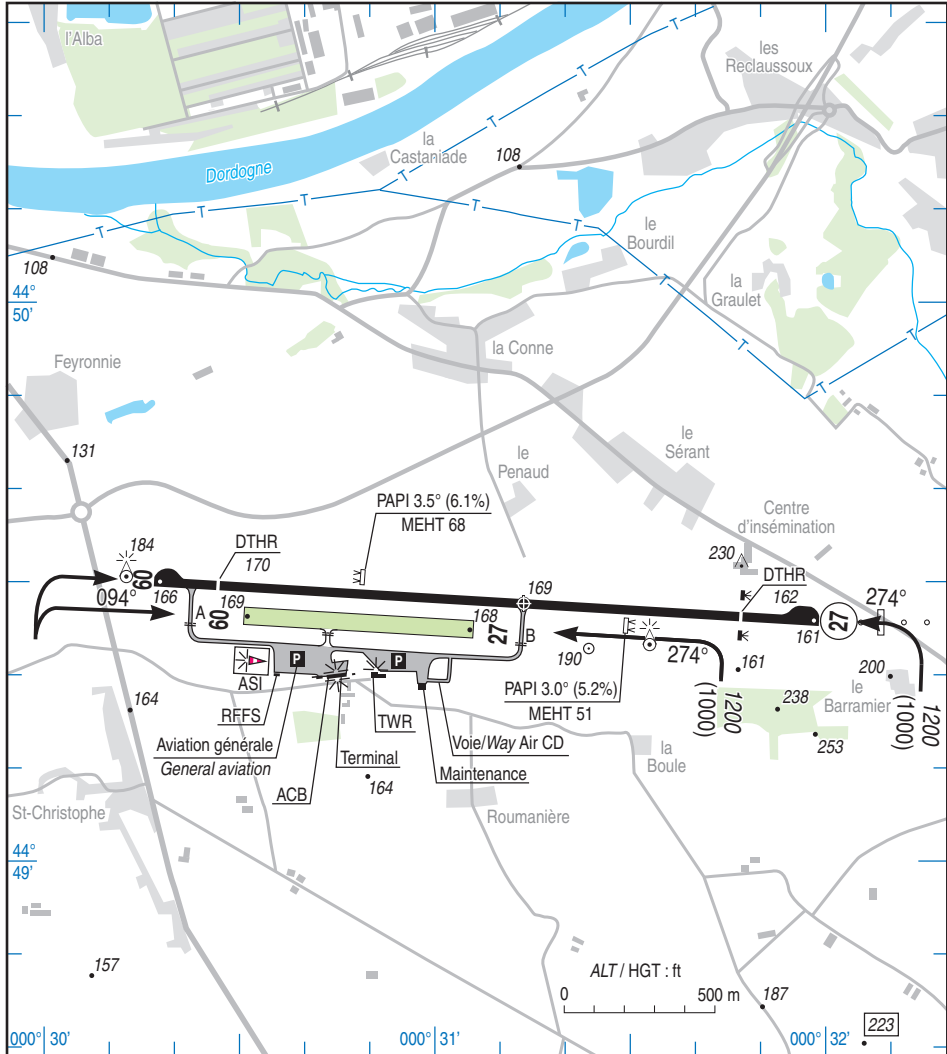 l'Alba
les
Reclaussoux
la
Castaniade
108
Dordogne
T
T
T
T
T
T
T
T
T
T
le
Bourdil
108
la
Graulet
44°
50'
la Conne
Feyronnie
le
Sérant
le
Penaud
131
PAPI 3.5° (6.1%)
MEHT 68
Centre
d'insémination
184
DTHR
170
230
DTHR
162
09
094°
166
A
169
09
169
168
27
B
190
274°
161
27
274°
161
200
PAPI 3.0° (5.2%)
MEHT 51
1200
(1000)
238
le
Barramier
1200
(1000)
253
P
P
ASI
RFFS
TWR
164
Aviation générale
General aviation
Terminal
Voie/Way Air CD
ACB
164
Maintenance
la
Boule
St-Christophe
Roumanière
44°
49'
157
ALT / HGT : ft
0 500 m
187
223
000° 30'
000° 31'
000° 32'